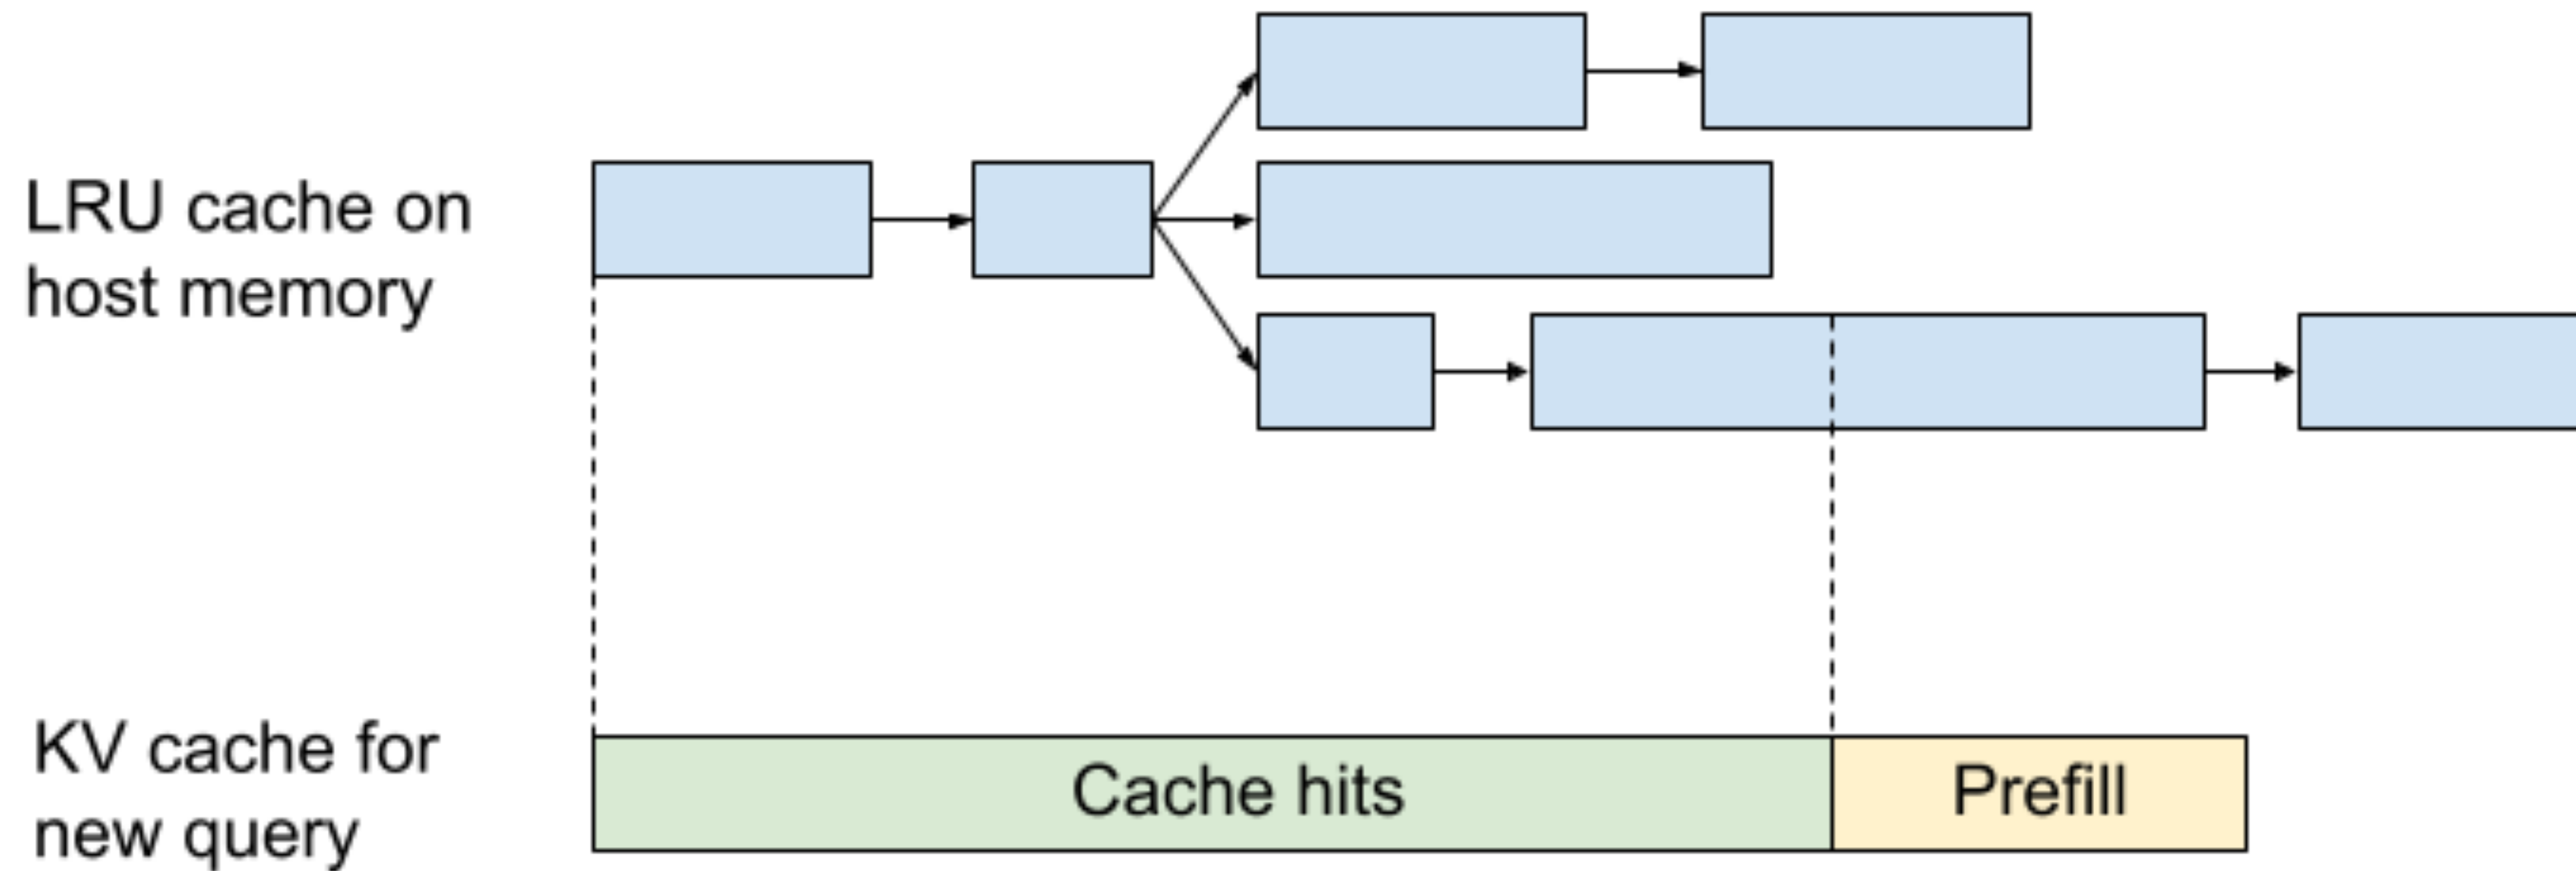 LRU cache on
host memory
KV cache for
new query
Cache hits
Prefill